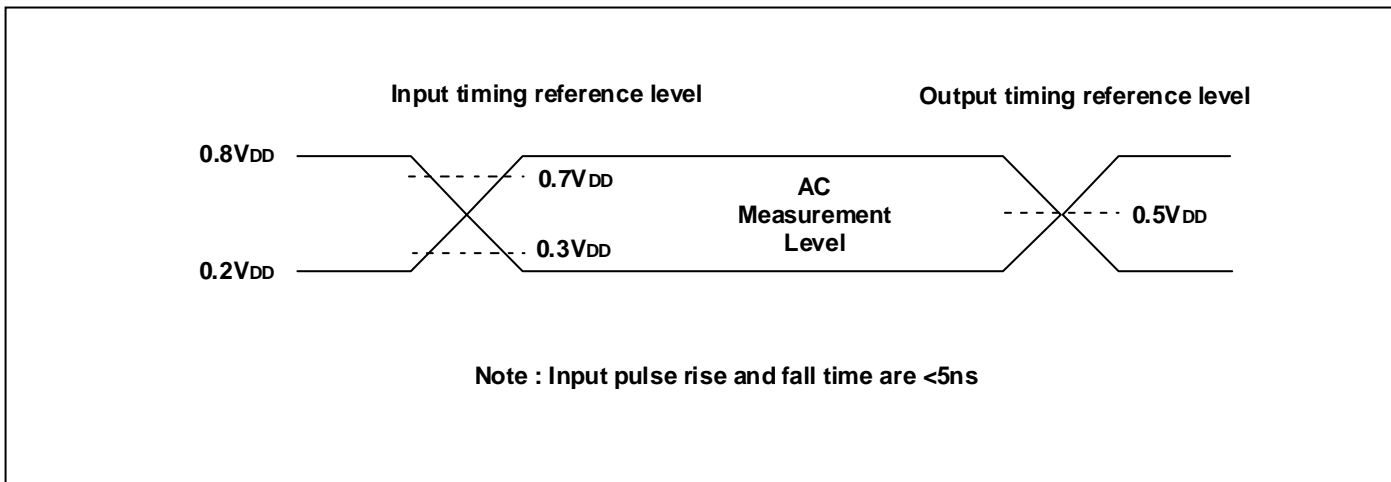 Input timing reference level
Output timing reference level
0.8VDD
0.7VDD
AC
Measurement
Level
0.5VDD
0.3VDD
0.2VDD
Note : Input pulse rise and fall time are <5ns